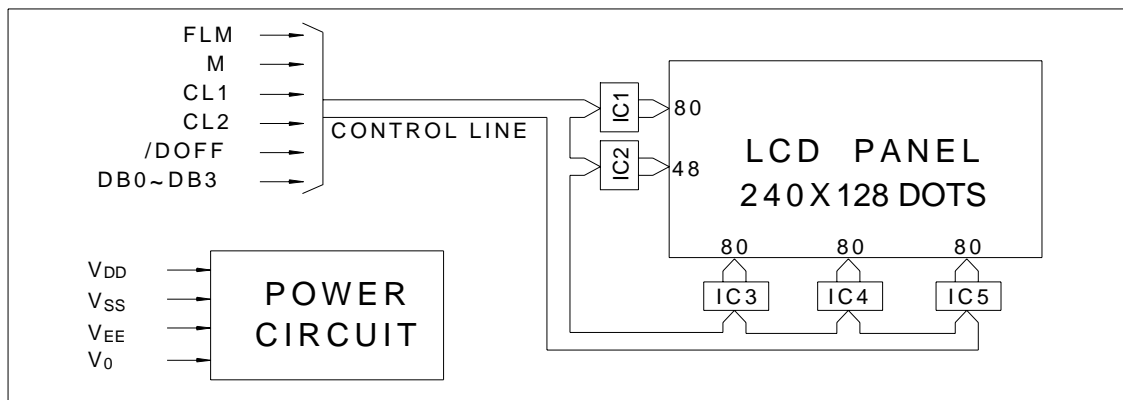 FLM
M
CL1
CL2
/DOFF
DB0~DB3
CONTROL LINE
IC1
80
IC2
48
LCD PANEL
240X128 DOTS
80
80
80
IC3
IC4
IC5
VDD
VSS
VEE
V0
POWER
CIRCUIT